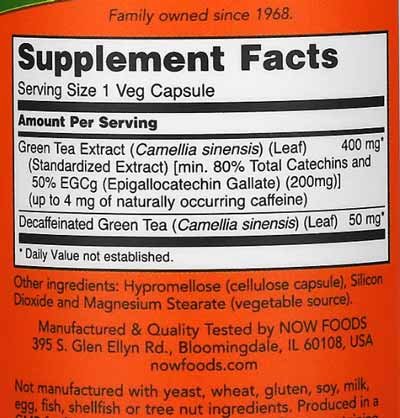 Family owned since 1968.
Supplement Facts
Serving Size 1 Veg Capsule
Amount Per Serving
Green Tea Extract (Camellia sinensis) (Leaf) 400 mg*
(Standardized Extract) [min. 80% Total Catechins and
50% EGCg (Epigallocatechin Gallate) (200mg)]
(up to 4 mg of naturally occurring caffeine)
Decaffeinated Green Tea (Camellia sinensis) (Leaf) 50 mg*
* Daily Value not established.
Other ingredients: Hypromellose (cellulose capsule), Silicon
Dioxide and Magnesium Stearate (vegetable source).
Manufactured & Quality Tested by NOW FOODS
395 S. Glen Ellyn Rd., Bloomingdale, IL 60108, USA
nowfoods.com
Not manufactured with yeast, wheat, gluten, soy, milk,
egg, fish, shellfish or tree nut ingredients. Produced in a